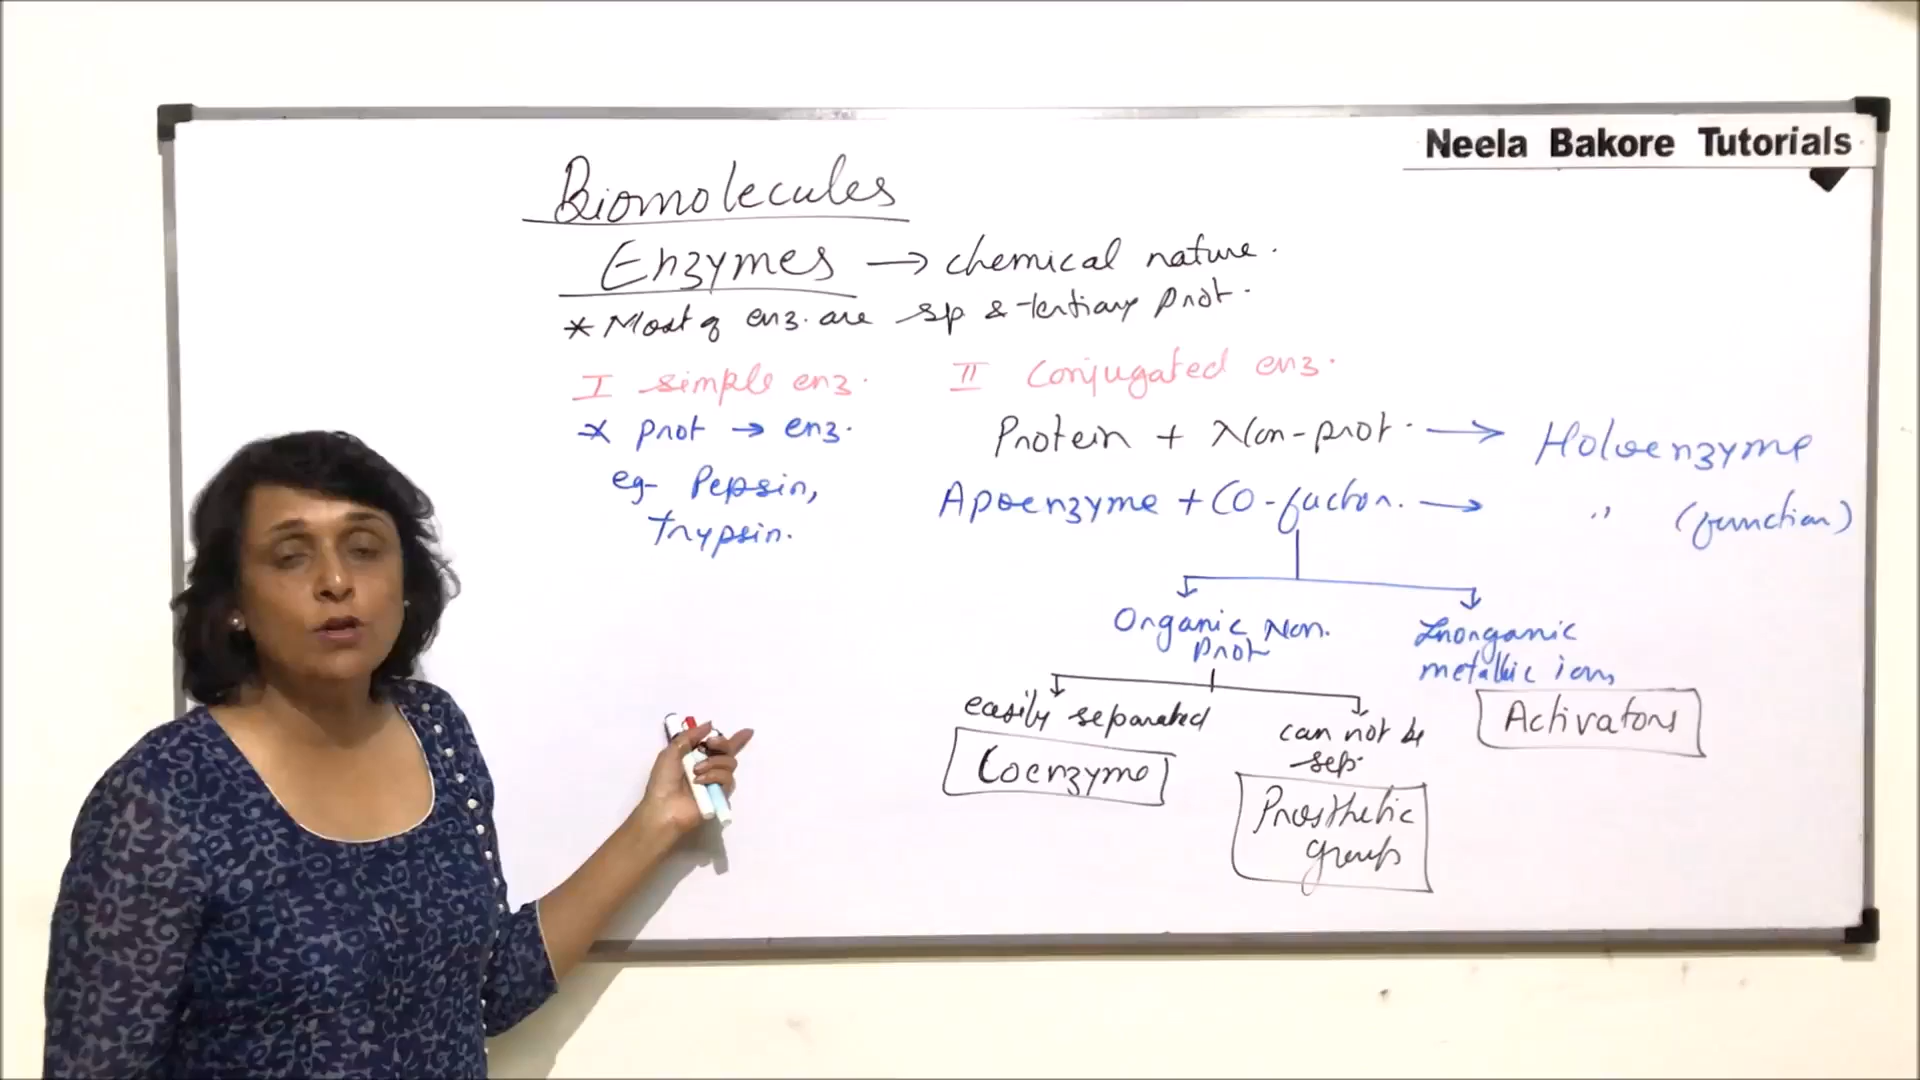 Neela Bakore Tutorials
Biomolecules
Enzymes → chemical nature.
* Most of enz. are sp & tertiary prot.
I simple enz.
* prot → enz.
eg- Pepsin,
Trypsin.
II Conjugated enz.
Protein + Non-prot. → Holoenzyme
Apoenzyme + Co-factor. → " (function)
Organic Non.
prot
Inorganic
metallic ions
Activators
easily separated
Coenzyme
can not be
sep.
Prosthetic
group